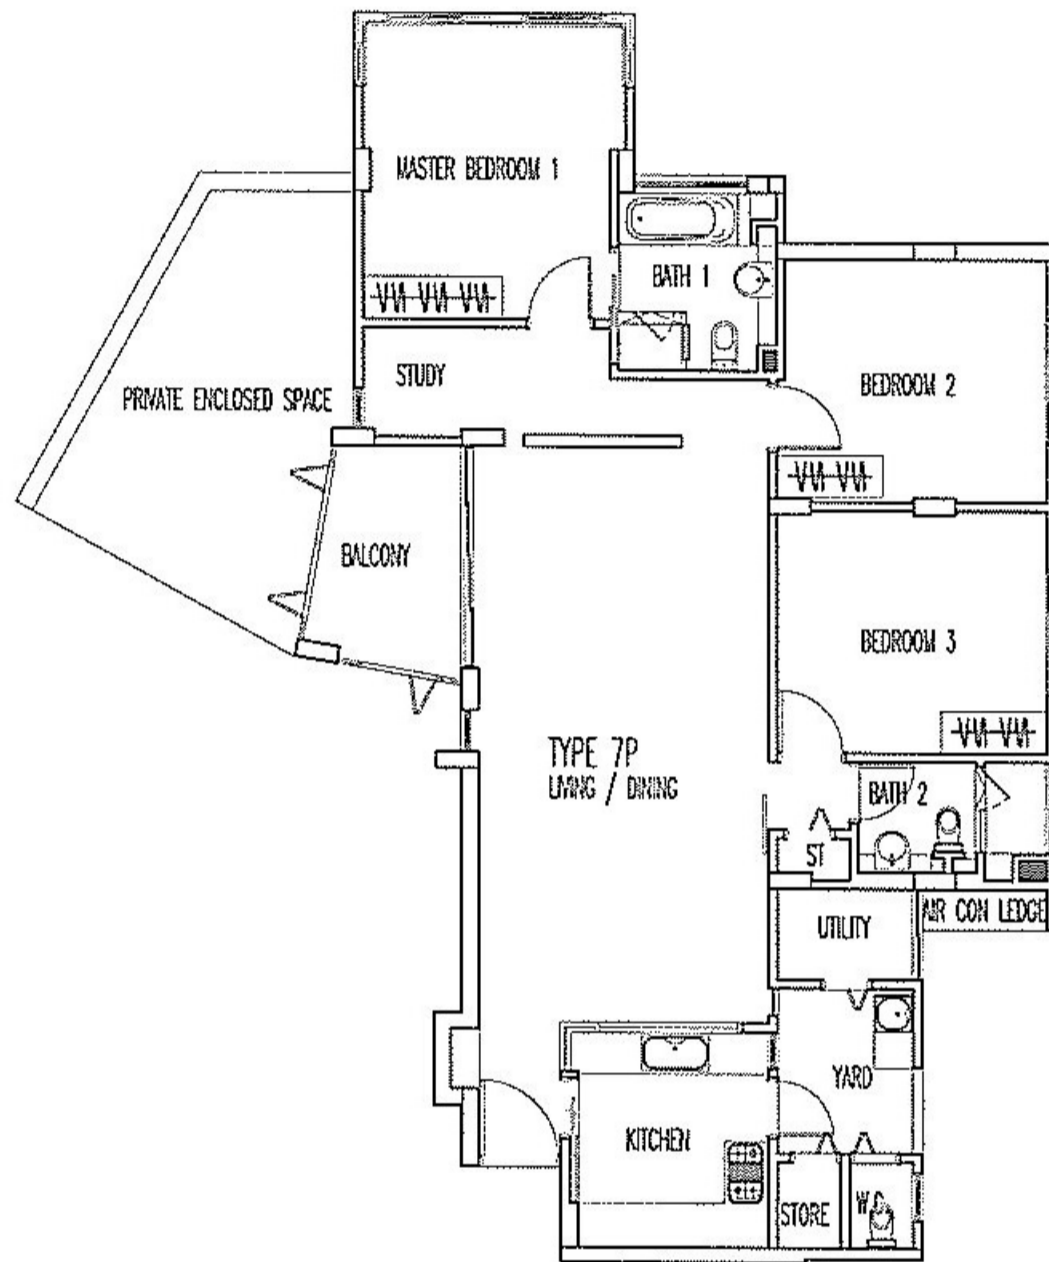 MASTER BEDROOM 1
BATH 1
STUDY
BEDROOM 2
PRIVATE ENCLOSED SPACE
BALCONY
BEDROOM 3
TYPE 7P
LIVING / DINING
BATH 2
ST
UTILITY
AIR CON LEDGE
YARD
KITCHEN
STORE
W.C